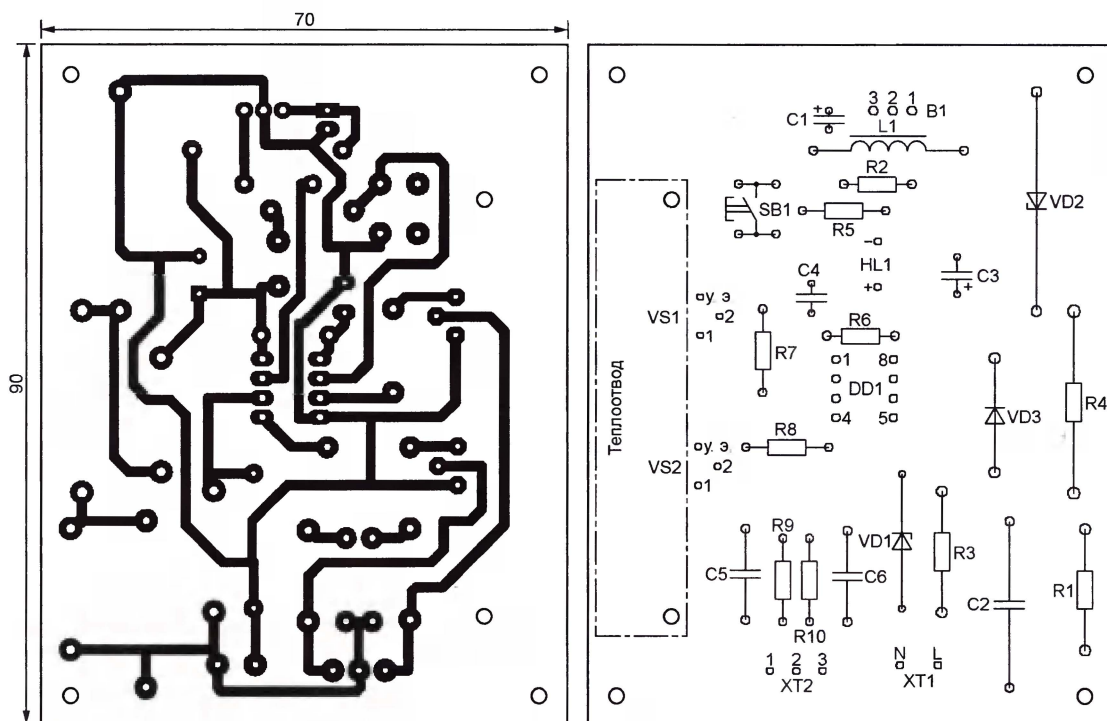 70
90
3 2 1
B1
C1
+
L1
R2
SB1
R5
VD2
-
HL1
+
C4
C3
+
у. э
VS1
2
1
R7
R6
1 8
DD1
4 5
VD3
R4
Теплоотвод
R8
у. э
VS2
2
1
R9
VD1
R3
C5
C6
C2
R1
R10
1 2 3
XT2
N L
XT1